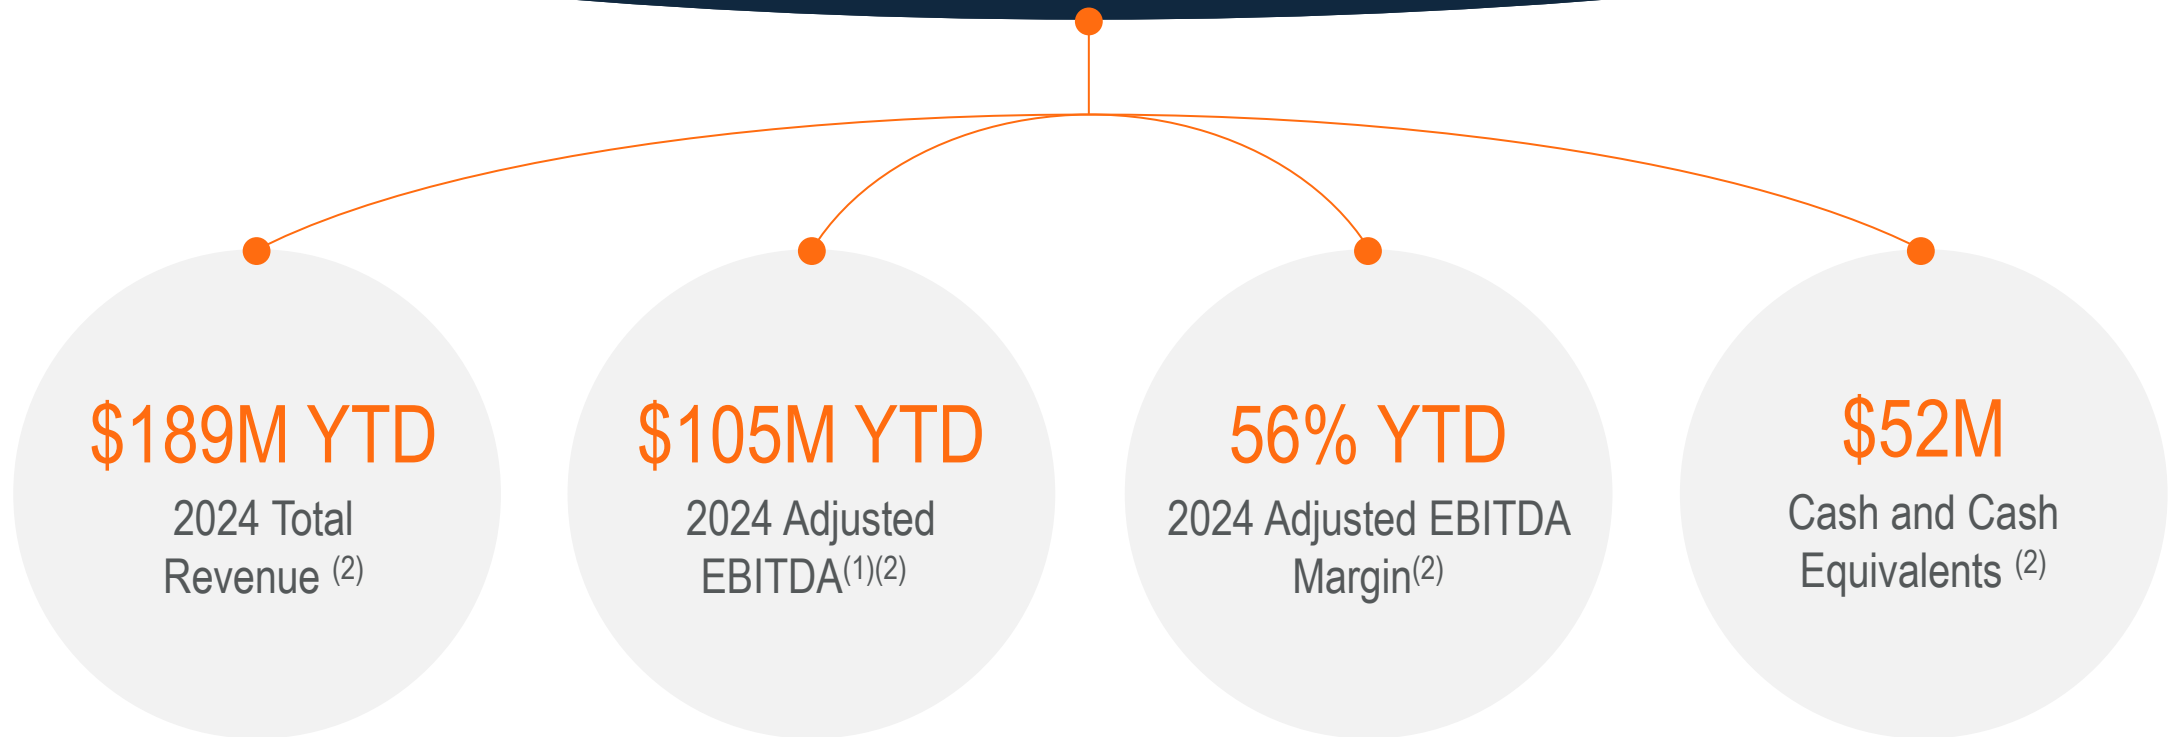 $189M YTD
2024 Total
Revenue (2)
$105M YTD
2024 Adjusted
EBITDA(1)(2)
56% YTD
2024 Adjusted EBITDA
Margin(2)
$52M
Cash and Cash
Equivalents (2)